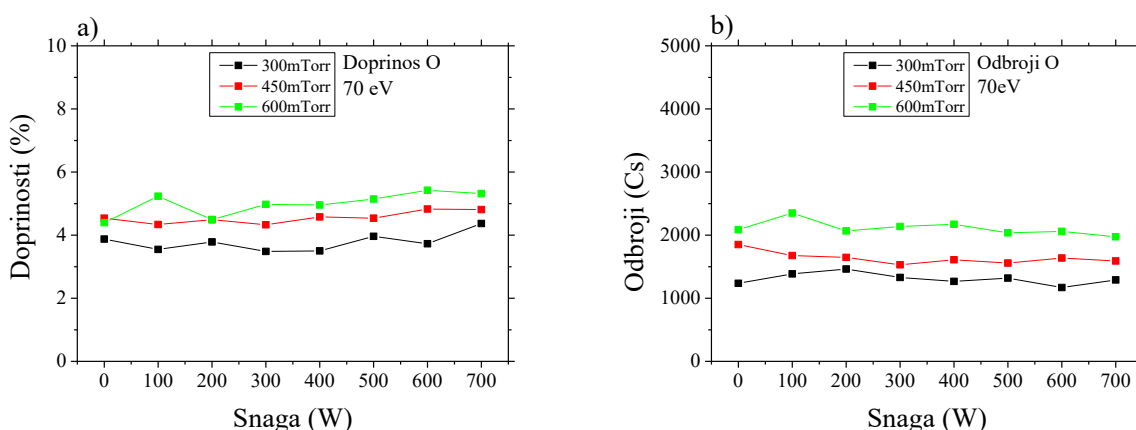 a)
Doprinosti (%)
10
8
6
4
2
0
300mTorr
450mTorr
600mTorr
Doprinos O
70 eV
0 100 200 300 400 500 600 700
Snaga (W)
b)
Odbroji (Cs)
5000
4000
3000
2000
1000
0
300mTorr
450mTorr
600mTorr
Odbroji O
70eV
0 100 200 300 400 500 600 700
Snaga (W)